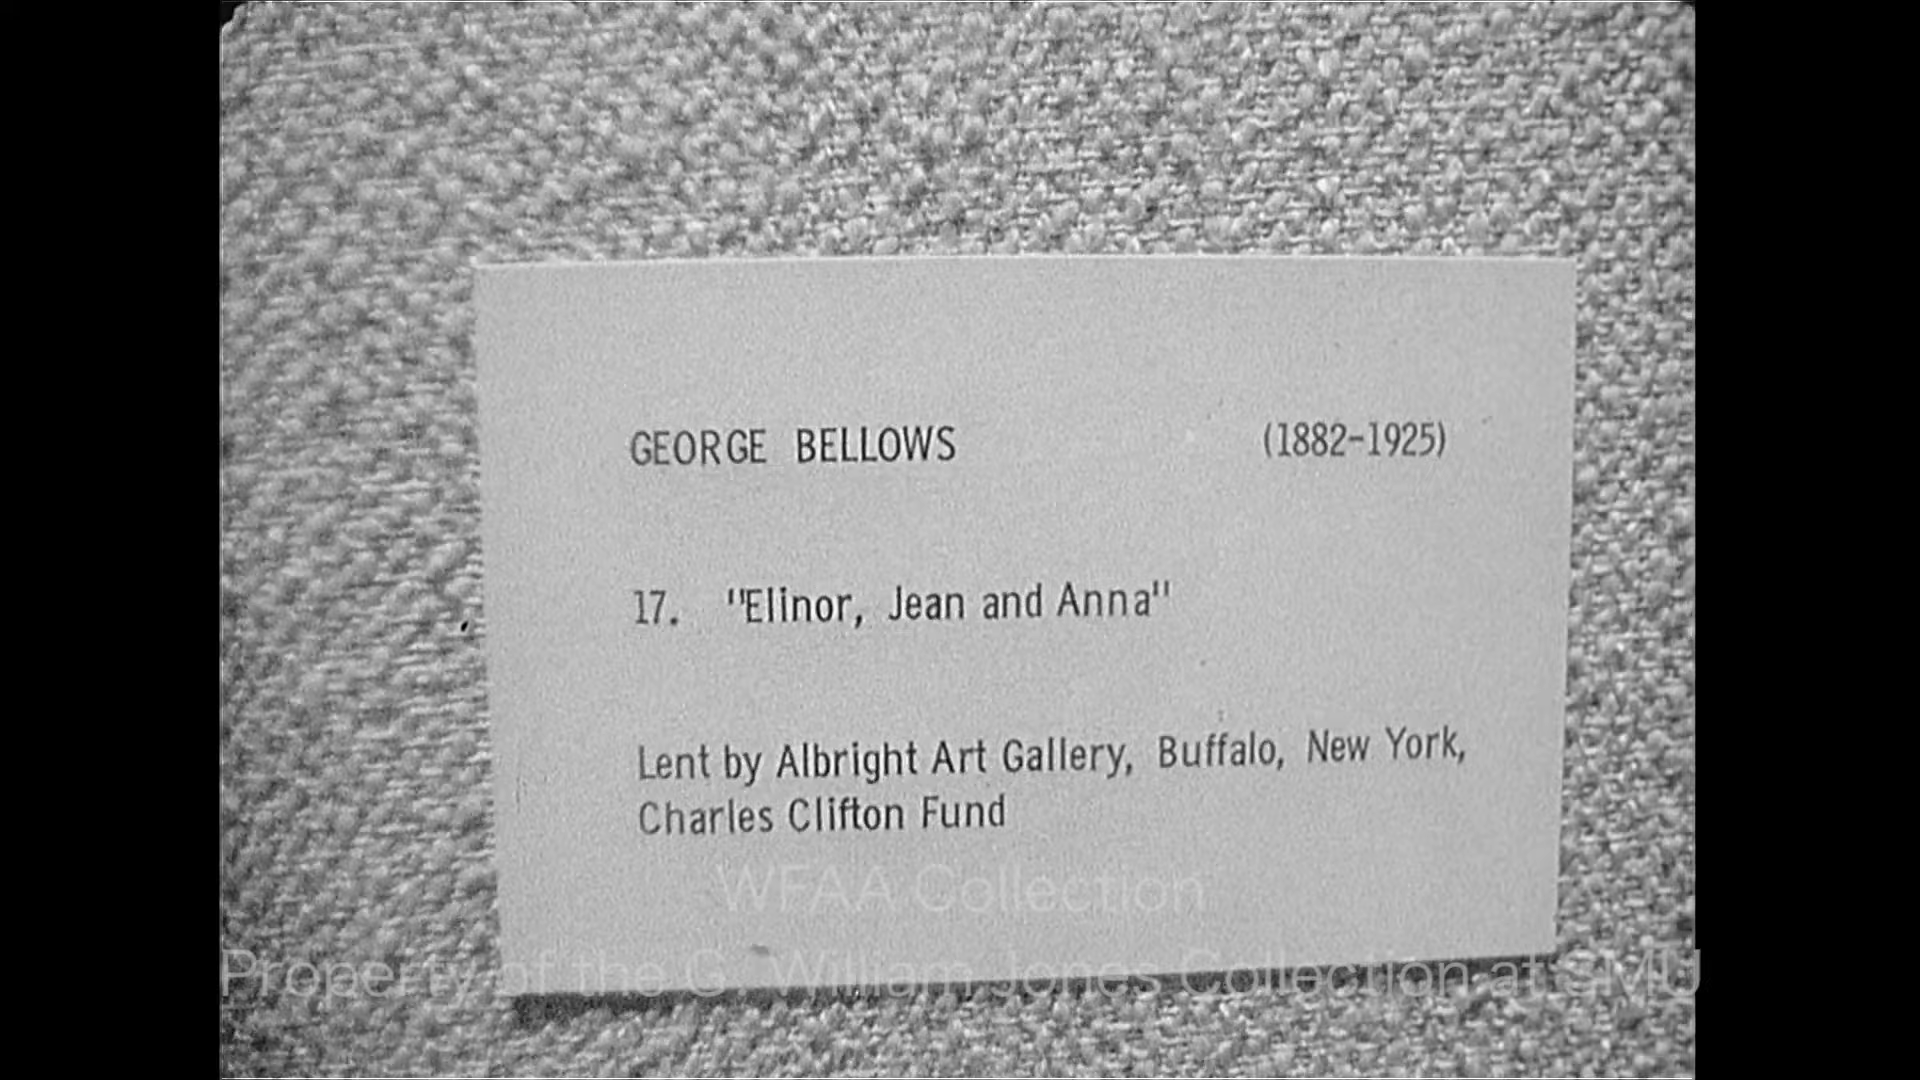 GEORGE BELLOWS (1882-1925)
17. "Elinor, Jean and Anna"
Lent by Albright Art Gallery, Buffalo, New York,
Charles Clifton Fund
WFAA Collection
Property of the G. William Jones Collection at SMU